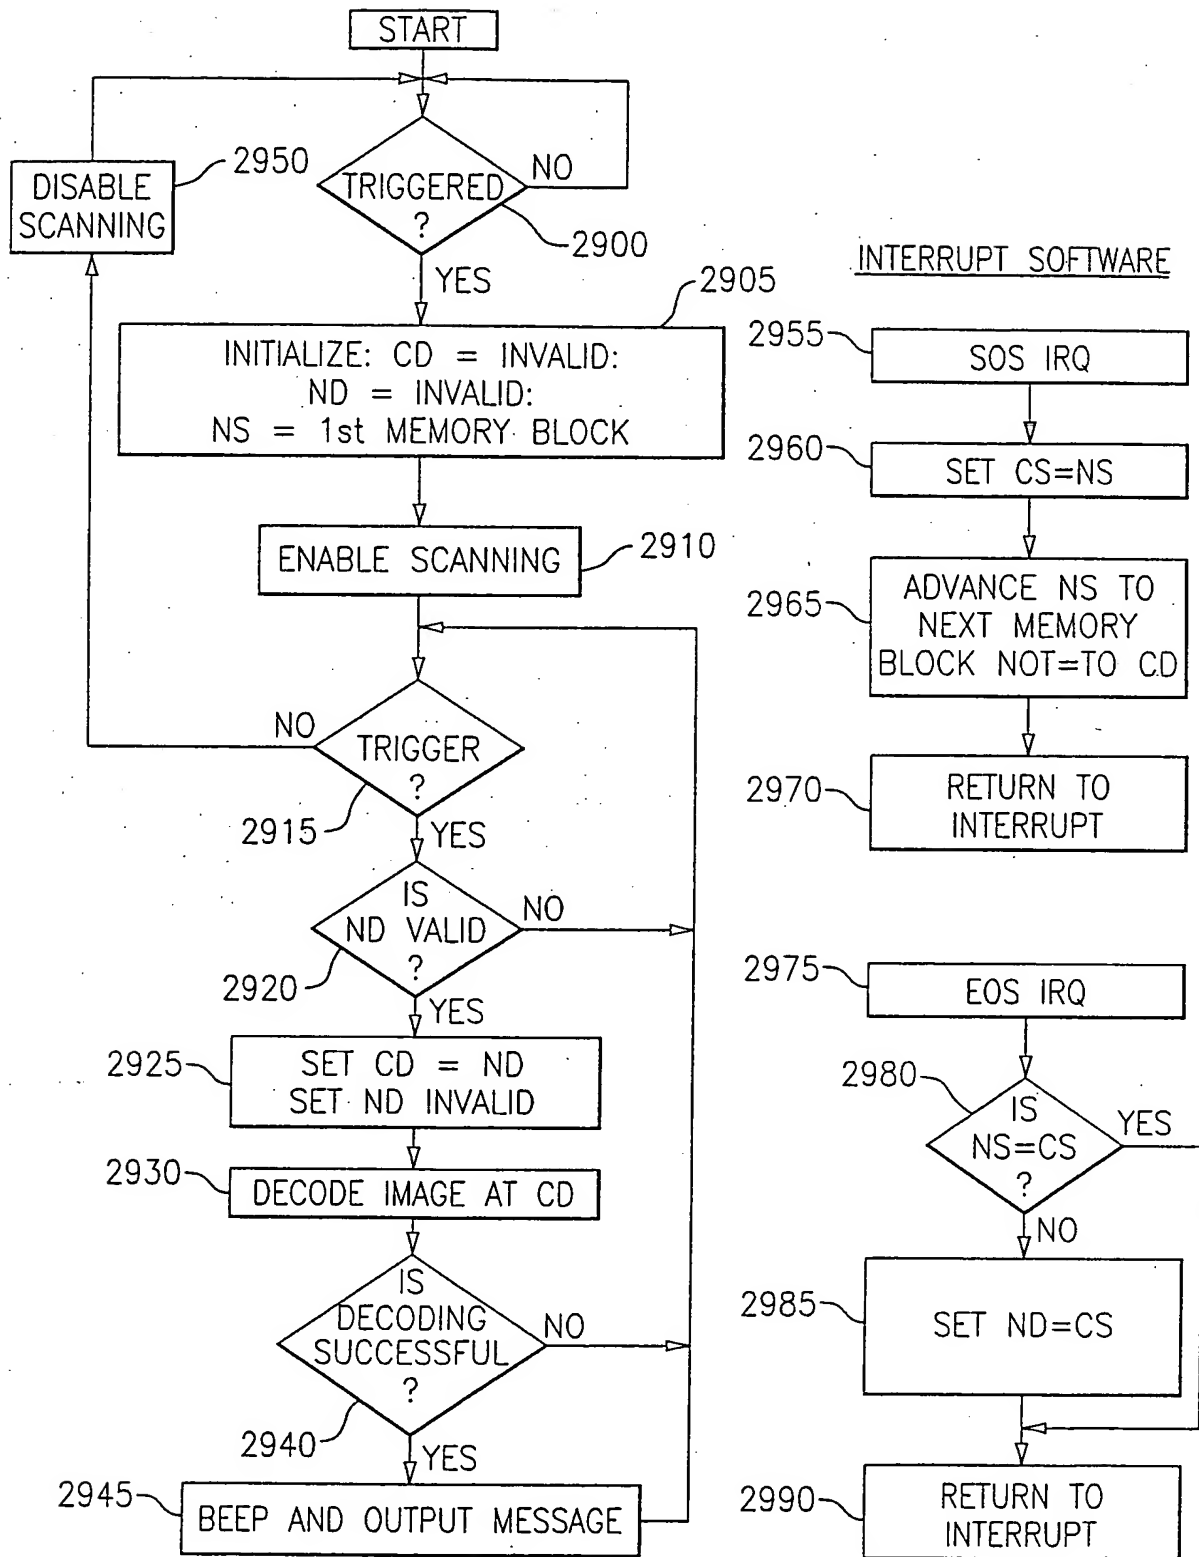 START
TRIGGERED
?
NO
2900
YES
2950
DISABLE
SCANNING
2905
INITIALIZE: CD = INVALID:
ND = INVALID:
NS = 1st MEMORY BLOCK
ENABLE SCANNING
2910
NO
TRIGGER
?
2915
YES
IS
ND VALID
?
NO
2920
YES
2925
SET CD = ND
SET ND INVALID
2930
DECODE IMAGE AT CD
IS
DECODING
SUCCESSFUL
?
NO
2940
YES
2945
BEEP AND OUTPUT MESSAGE
INTERRUPT SOFTWARE
2955
SOS IRQ
2960
SET CS=NS
2965
ADVANCE NS TO
NEXT MEMORY
BLOCK NOT=TO CD
2970
RETURN TO
INTERRUPT
2975
EOS IRQ
2980
IS
NS=CS
?
YES
NO
2985
SET ND=CS
2990
RETURN TO
INTERRUPT